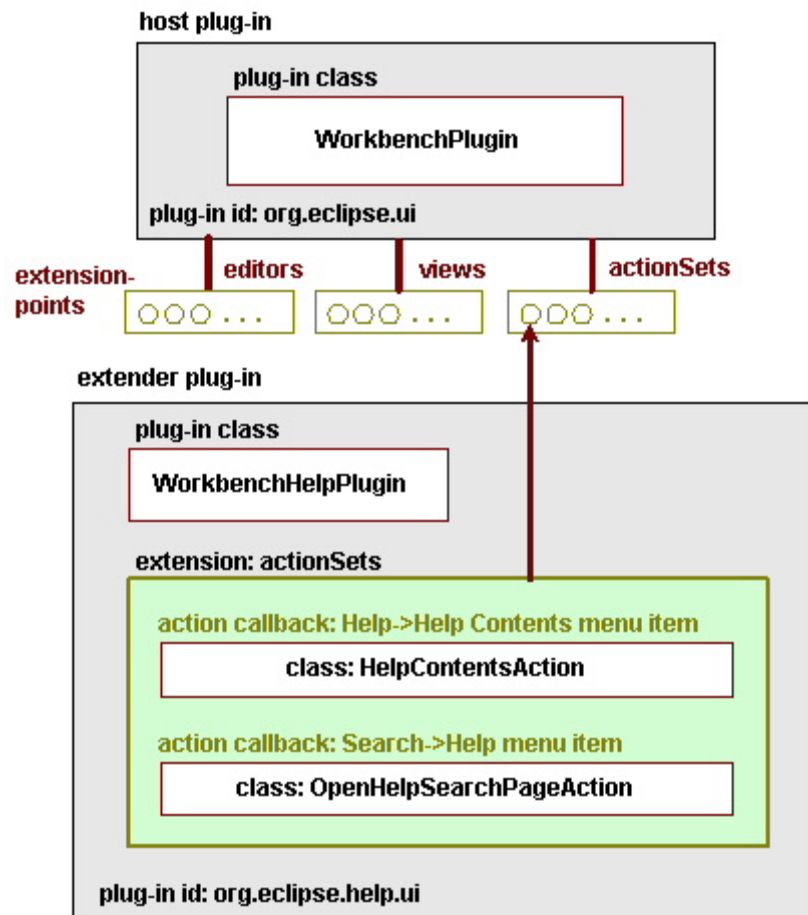 host plug-in
plug-in class
WorkbenchPlugin
plug-in id: org.eclipse.ui
extension-
points
editors
views
actionSets
. . .
. . .
. . .
extender plug-in
plug-in class
WorkbenchHelpPlugin
extension: actionSets
action callback: Help->Help Contents menu item
class: HelpContentsAction
action callback: Search->Help menu item
class: OpenHelpSearchPageAction
plug-in id: org.eclipse.help.ui